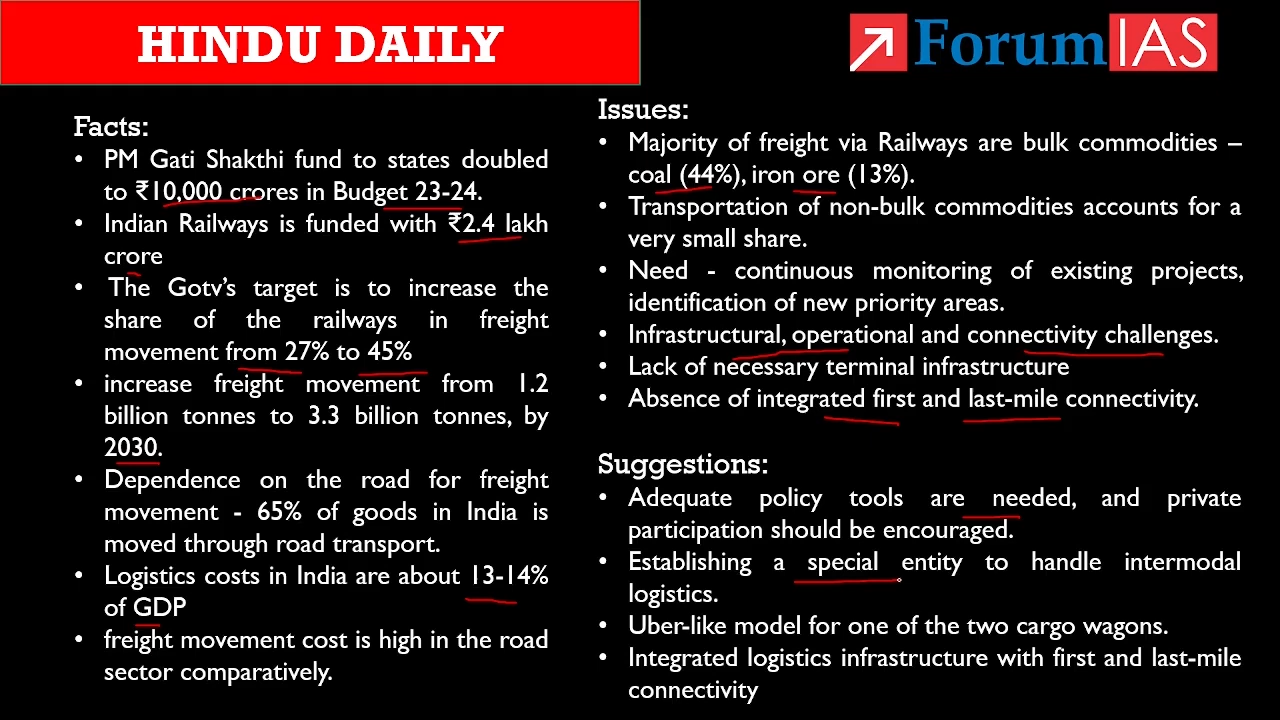 HINDU DAILY
ForumIAS
Facts:
• PM Gati Shakthi fund to states doubled
to ₹10,000 crores in Budget 23-24.
• Indian Railways is funded with ₹2.4 lakh
crore
• The Gotv's target is to increase the
share of the railways in freight
movement from 27% to 45%
• increase freight movement from 1.2
billion tonnes to 3.3 billion tonnes, by
2030.
• Dependence on the road for freight
movement - 65% of goods in India is
moved through road transport.
• Logistics costs in India are about 13-14%
of GDP
• freight movement cost is high in the road
sector comparatively.
Issues:
• Majority of freight via Railways are bulk commodities –
coal (44%), iron ore (13%).
• Transportation of non-bulk commodities accounts for a
very small share.
• Need - continuous monitoring of existing projects,
identification of new priority areas.
• Infrastructural, operational and connectivity challenges.
• Lack of necessary terminal infrastructure
• Absence of integrated first and last-mile connectivity.
Suggestions:
• Adequate policy tools are needed, and private
participation should be encouraged.
• Establishing a special entity to handle intermodal
logistics.
• Uber-like model for one of the two cargo wagons.
• Integrated logistics infrastructure with first and last-mile
connectivity